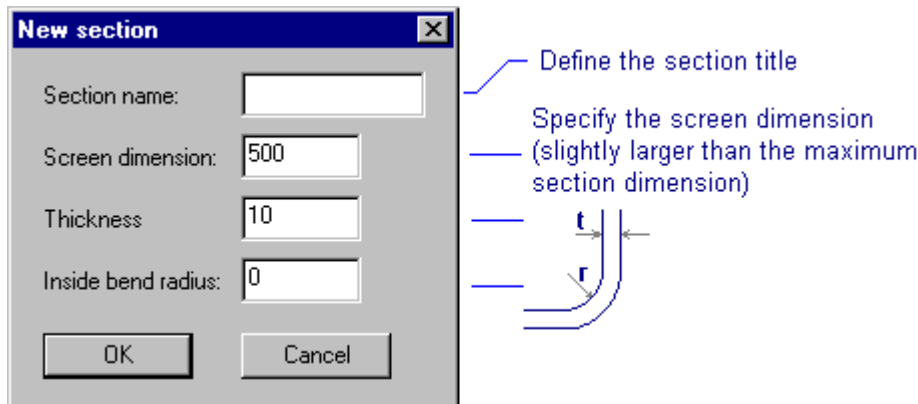 New section
Section name:
Define the section title
Screen dimension:
500
Specify the screen dimension
(slightly larger than the maximum
section dimension)
Thickness
10
t
Inside bend radius:
0
r
OK
Cancel